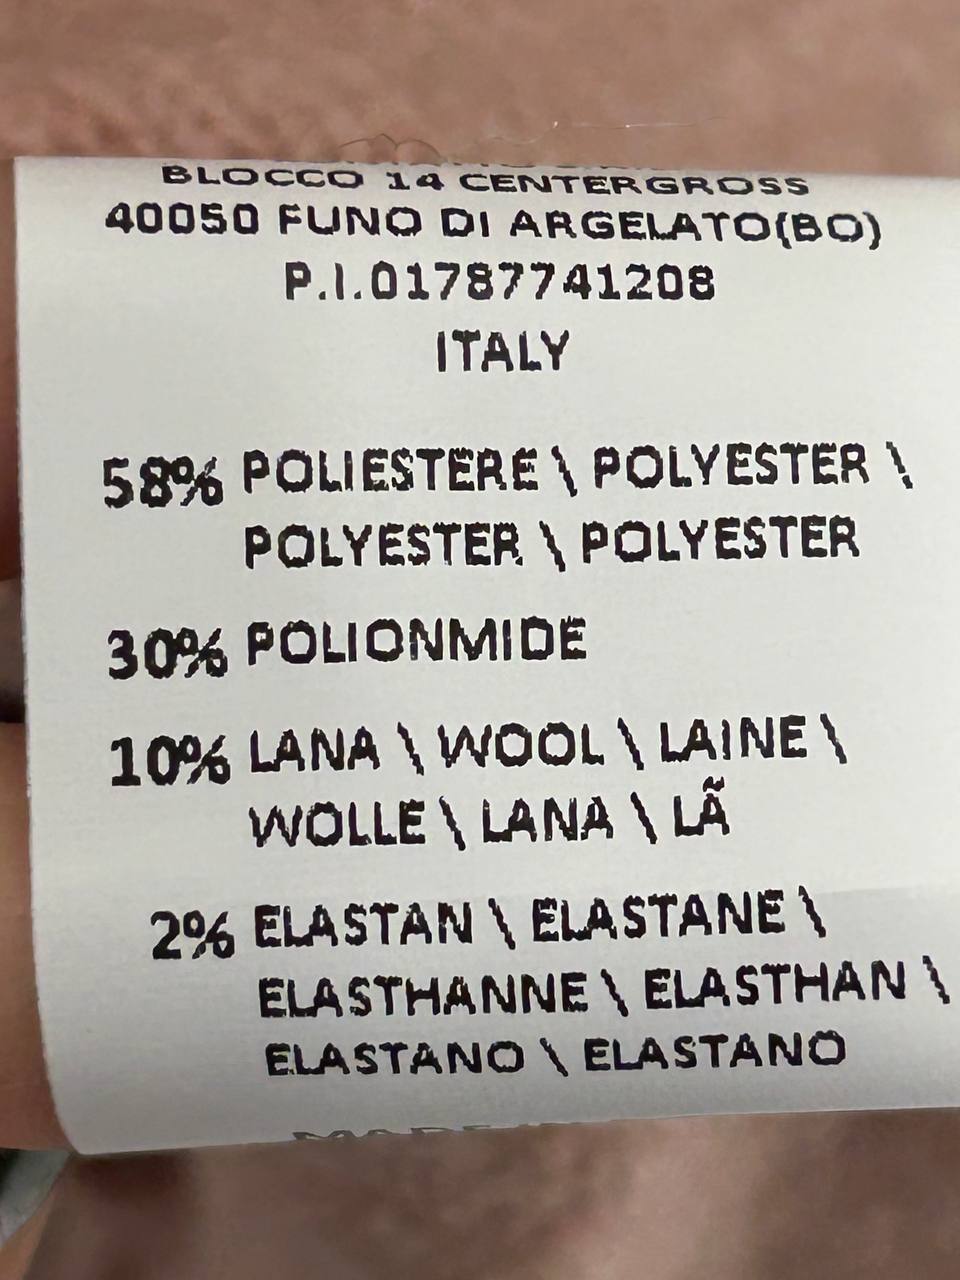 BLOCCO 14 CENTERGROSS
40050 FUNO DI ARGELATO(BO)
P.I.01787741208
ITALY
58% POLIESTERE \ POLYESTER \
POLYESTER \ POLYESTER
30% POLIONMIDE
10% LANA \ WOOL \ LAINE \
WOLLE \ LANA \ LÃ
2% ELASTAN \ ELASTANE \
ELASTHANNE \ ELASTHAN \
ELASTANO \ ELASTANO